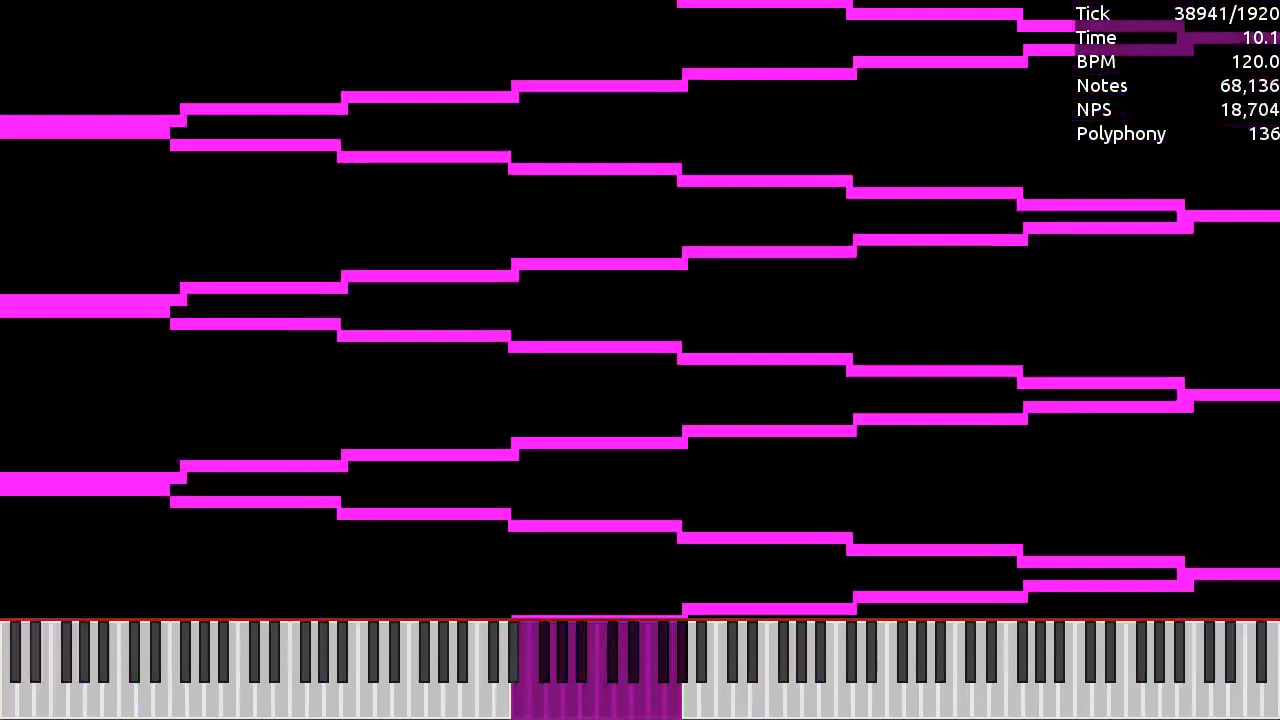 Tick 38941/1920
Time 10.1
BPM 120.0
Notes 68,136
NPS 18,704
Polyphony 136